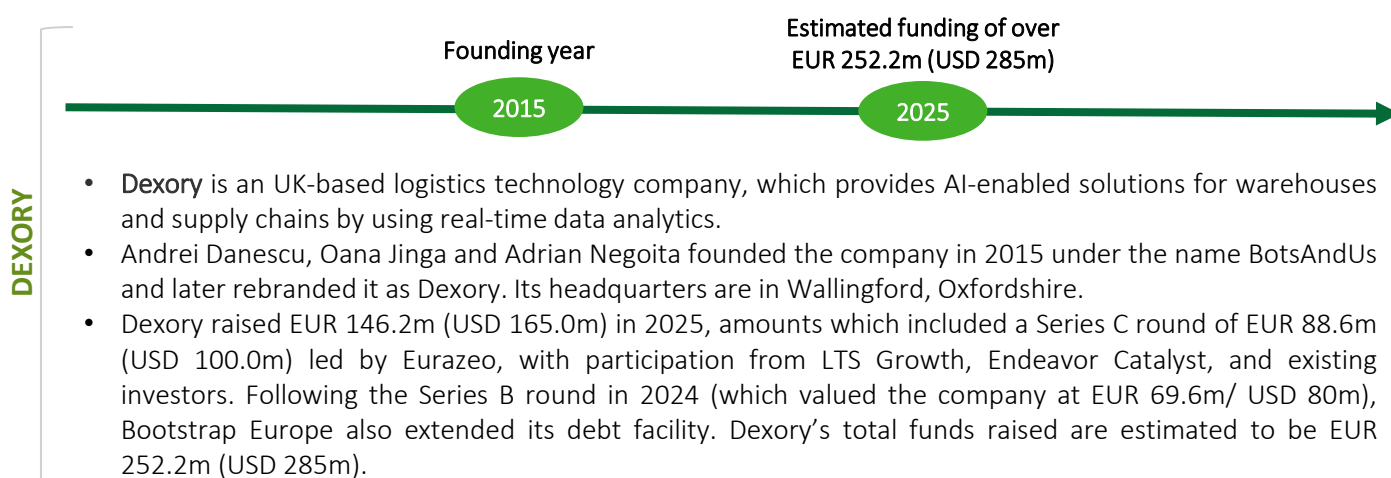 Founding year
Estimated funding of over
EUR 252.2m (USD 285m)
2015
2025
DEXORY
• Dexory is an UK-based logistics technology company, which provides AI-enabled solutions for warehouses
and supply chains by using real-time data analytics.
• Andrei Danescu, Oana Jinga and Adrian Negoita founded the company in 2015 under the name BotsAndUs
and later rebranded it as Dexory. Its headquarters are in Wallingford, Oxfordshire.
• Dexory raised EUR 146.2m (USD 165.0m) in 2025, amounts which included a Series C round of EUR 88.6m
(USD 100.0m) led by Eurazeo, with participation from LTS Growth, Endeavor Catalyst, and existing
investors. Following the Series B round in 2024 (which valued the company at EUR 69.6m/ USD 80m),
Bootstrap Europe also extended its debt facility. Dexory’s total funds raised are estimated to be EUR
252.2m (USD 285m).